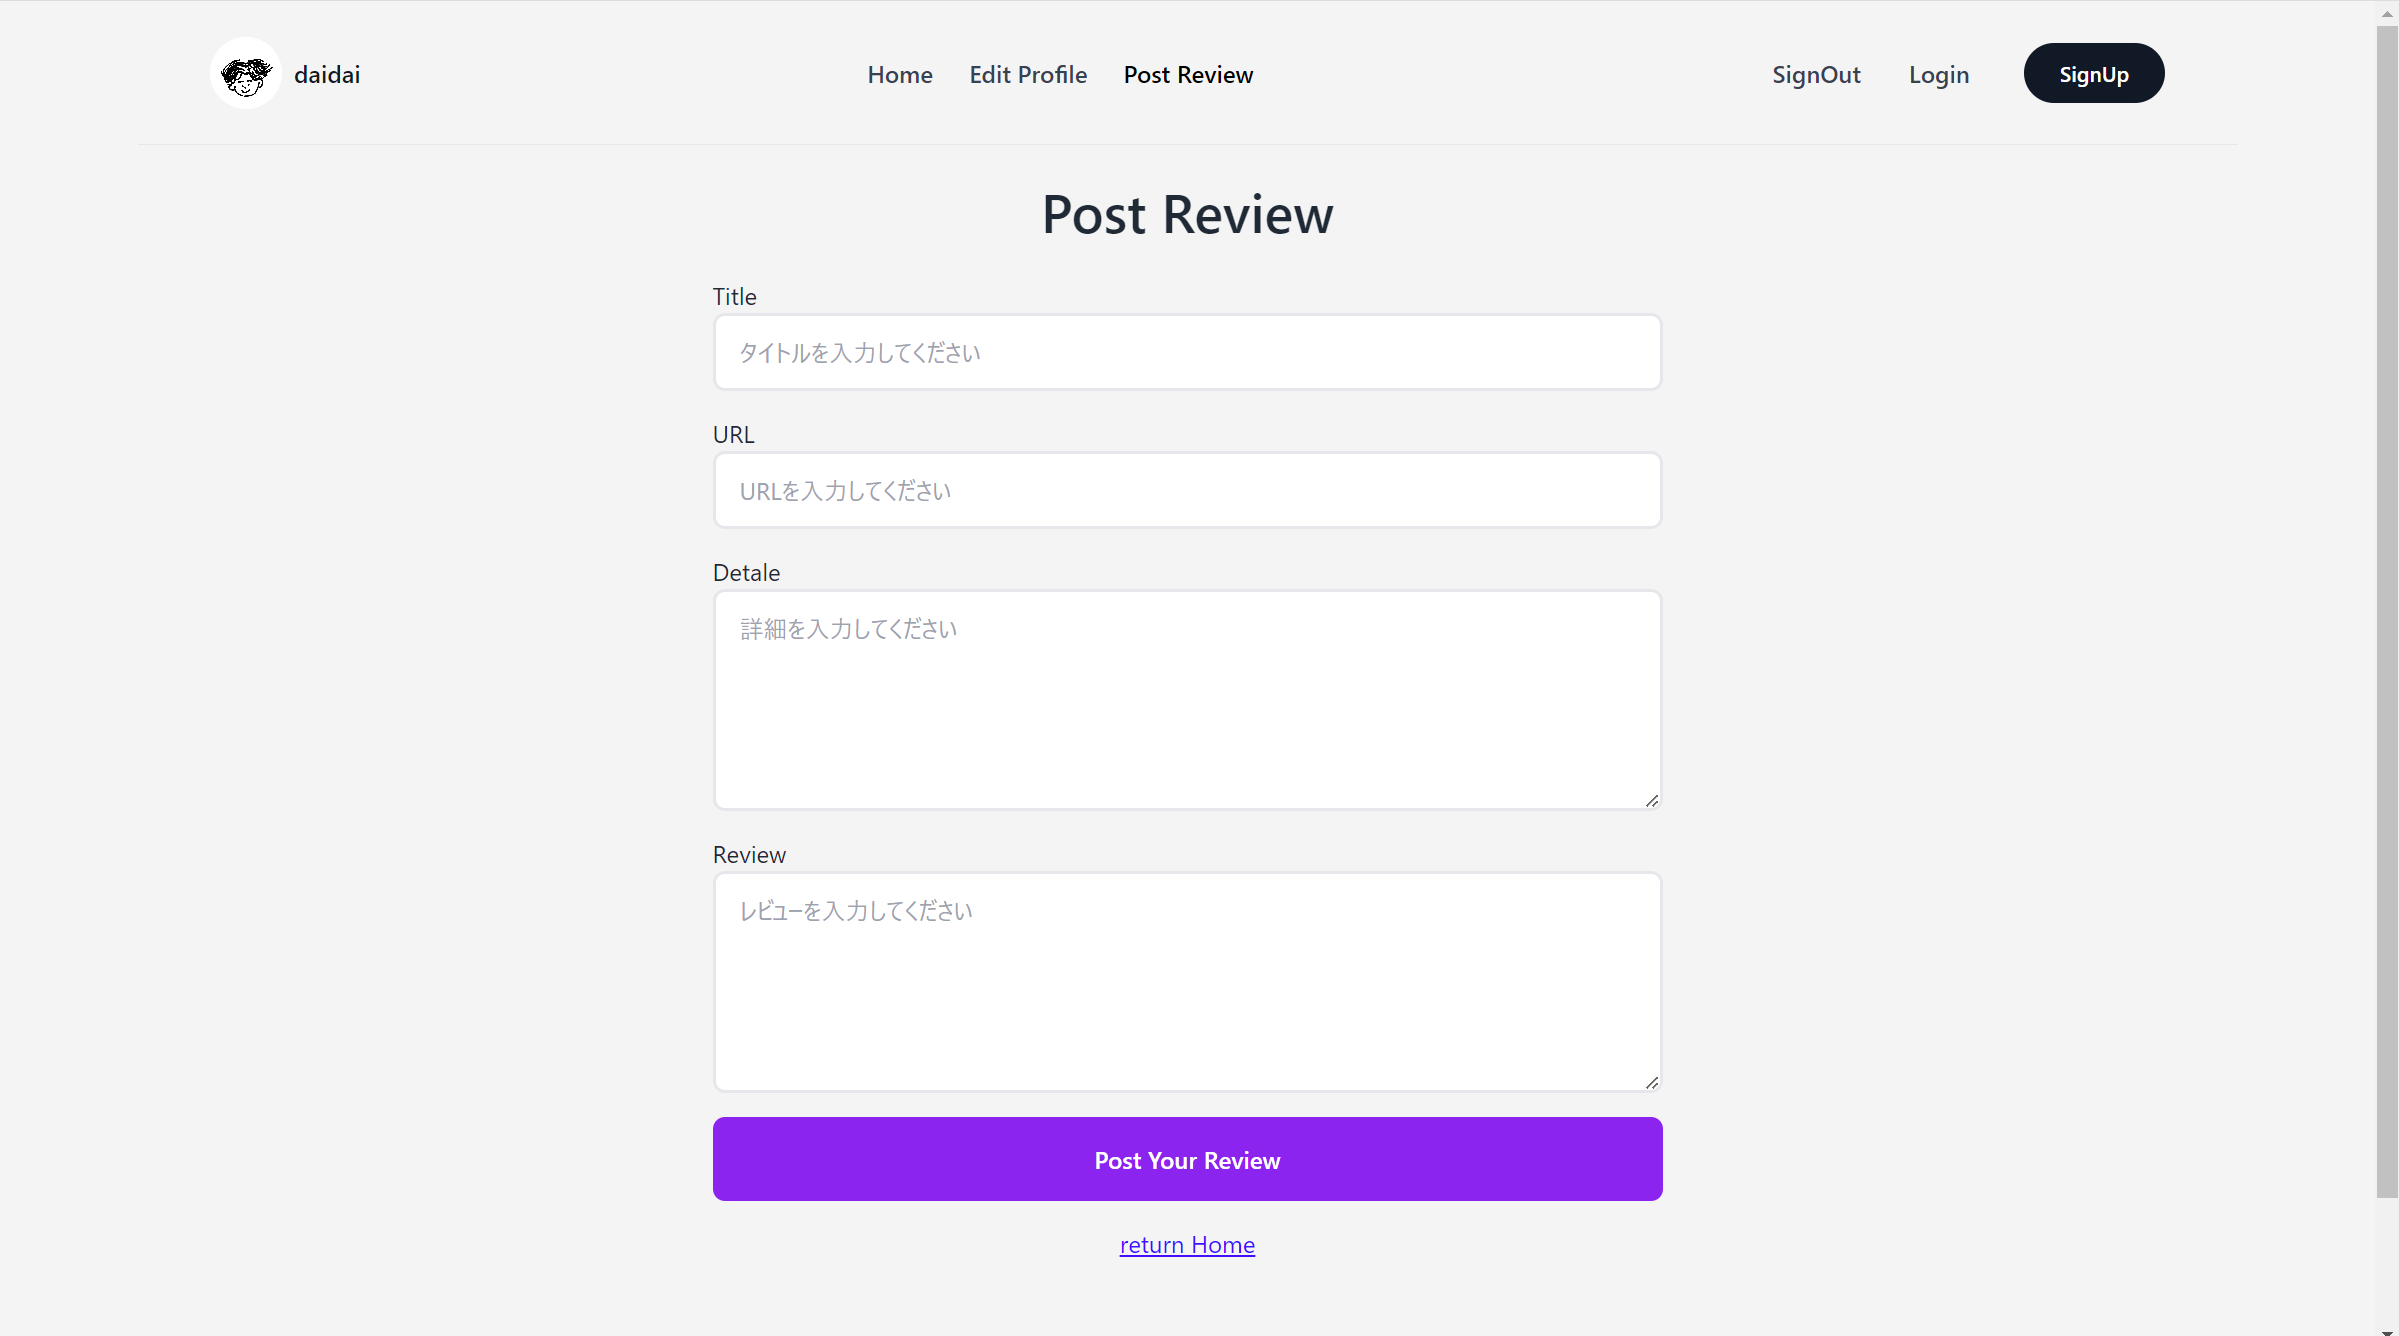 daidai
Home Edit Profile Post Review
SignOut Login SignUp
Post Review
Title
タイトルを入力してください
URL
URLを入力してください
Detale
詳細を入力してください
Review
レビューを入力してください
Post Your Review
return Home